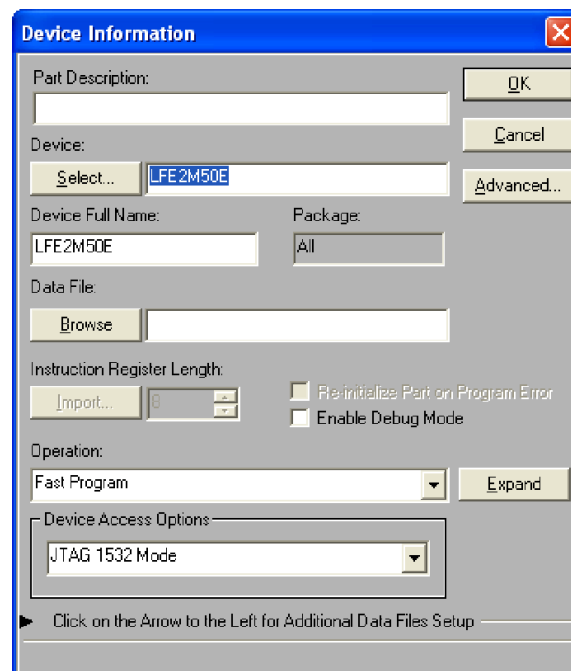 Device Information
Part Description:
OK
Device:
Cancel
Select...
LFE2M50E
Advanced...
Device Full Name:
Package:
LFE2M50E
All
Data File:
Browse
Instruction Register Length:
Import...
8
Re-initialize Part on Program Error
Enable Debug Mode
Operation:
Fast Program
Expand
Device Access Options
JTAG 1532 Mode
Click on the Arrow to the Left for Additional Data Files Setup